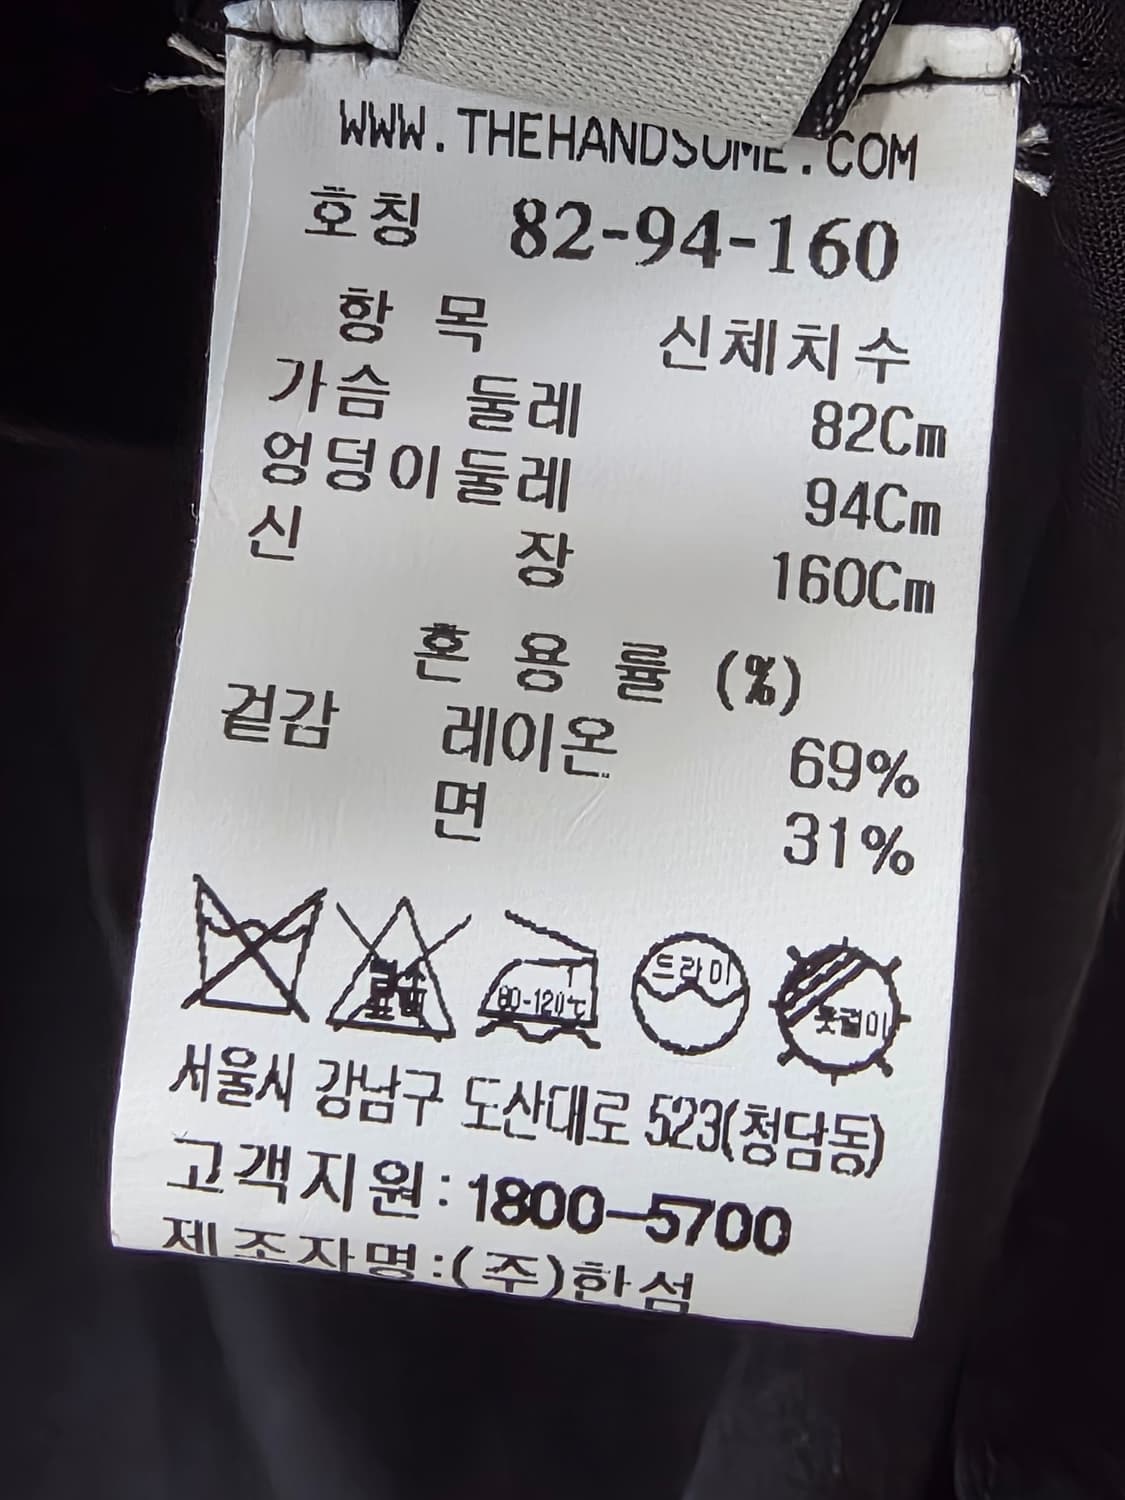 WWW.THEHANDSOME.COM
호칭 82-94-160
항 목 신체치수
가슴 둘레 82Cm
엉덩이둘레 94Cm
신 장 160Cm
혼 용 률 (%)
겉감 레이온 69%
면 31%
80-120℃ 드라이 옷걸이
서울시 강남구 도산대로 523(청담동)
고객지원:1800-5700
제조자명:(주)한섬